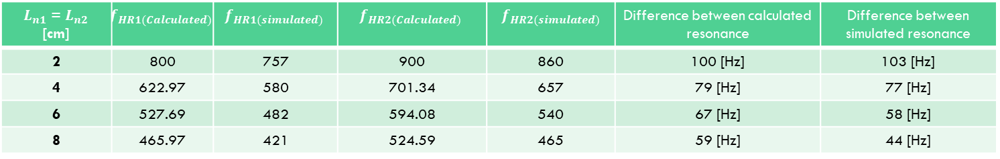 L_{n1} = L_{n2} [cm] f_{HR1(Calculated)} f_{HR1(simulated)} f_{HR2(Calculated)} f_{HR2(simulated)} Difference between calculated resonance Difference between simulated resonance
2 800 757 900 860 100 [Hz] 103 [Hz]
4 622.97 580 701.34 657 79 [Hz] 77 [Hz]
6 527.69 482 594.08 540 67 [Hz] 58 [Hz]
8 465.97 421 524.59 465 59 [Hz] 44 [Hz]